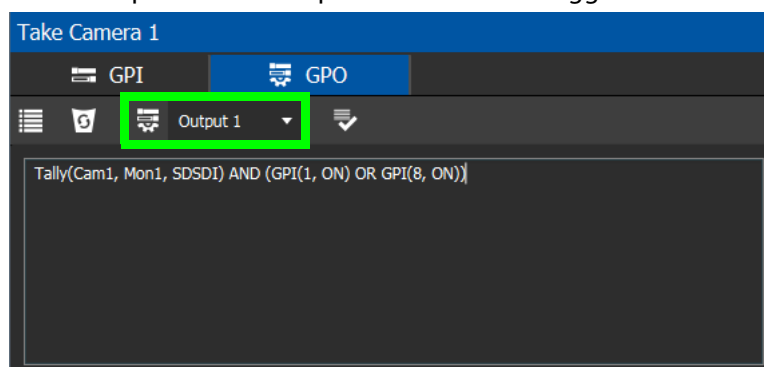 Take Camera 1
GPI GPO
Output 1
Tally(Cam1, Mon1, SDSDI) AND (GPI(1, ON) OR GPI(8, ON))